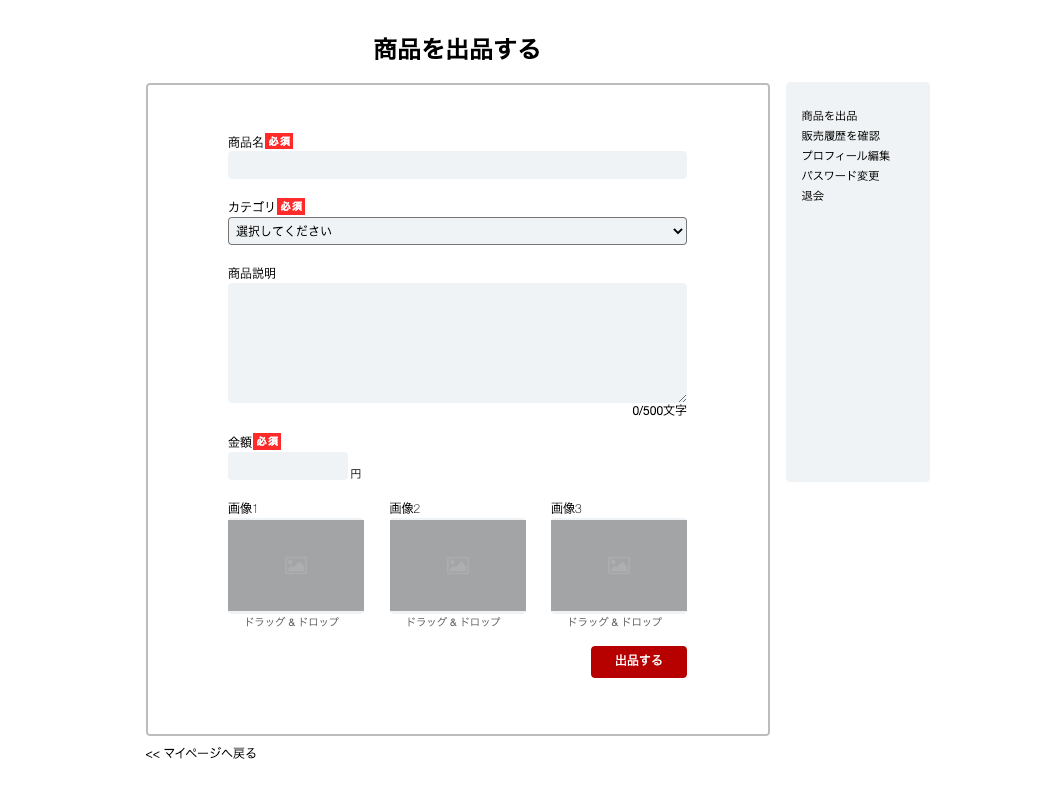 商品を出品する
商品名 必須
カテゴリ 必須
選択してください
商品説明
0/500文字
金額 必須
円
画像1 画像2 画像3
ドラッグ & ドロップ ドラッグ & ドロップ ドラッグ & ドロップ
出品する
<< マイページへ戻る
商品を出品
販売履歴を確認
プロフィール編集
パスワード変更
退会